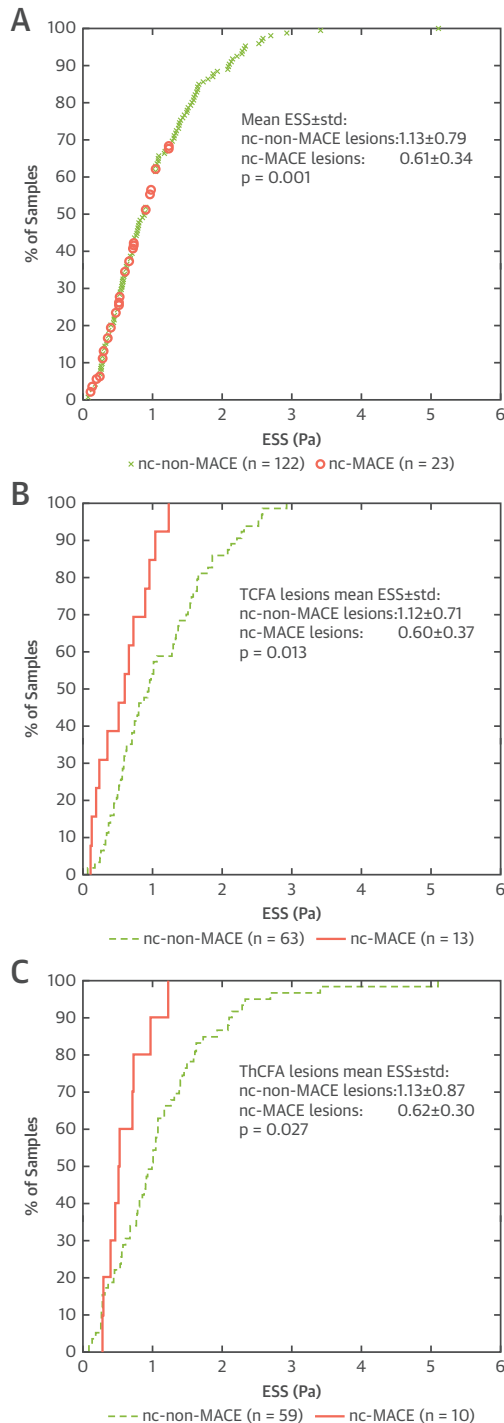 A
100
90
80
70
60
50
40
30
20
10
0
% of Samples
Mean ESS±std:
nc-non-MACE lesions:1.13±0.79
nc-MACE lesions: 0.61±0.34
p = 0.001
0 1 2 3 4 5 6
ESS (Pa)
nc-non-MACE (n = 122) nc-MACE (n = 23)
B
100
90
80
70
60
50
40
30
20
10
0
% of Samples
TCFA lesions mean ESS±std:
nc-non-MACE lesions:1.12±0.71
nc-MACE lesions: 0.60±0.37
p = 0.013
0 1 2 3 4 5 6
ESS (Pa)
nc-non-MACE (n = 63) nc-MACE (n = 13)
C
100
90
80
70
60
50
40
30
20
10
0
% of Samples
ThCFA lesions mean ESS±std:
nc-non-MACE lesions:1.13±0.87
nc-MACE lesions: 0.62±0.30
p = 0.027
0 1 2 3 4 5 6
ESS (Pa)
nc-non-MACE (n = 59) nc-MACE (n = 10)